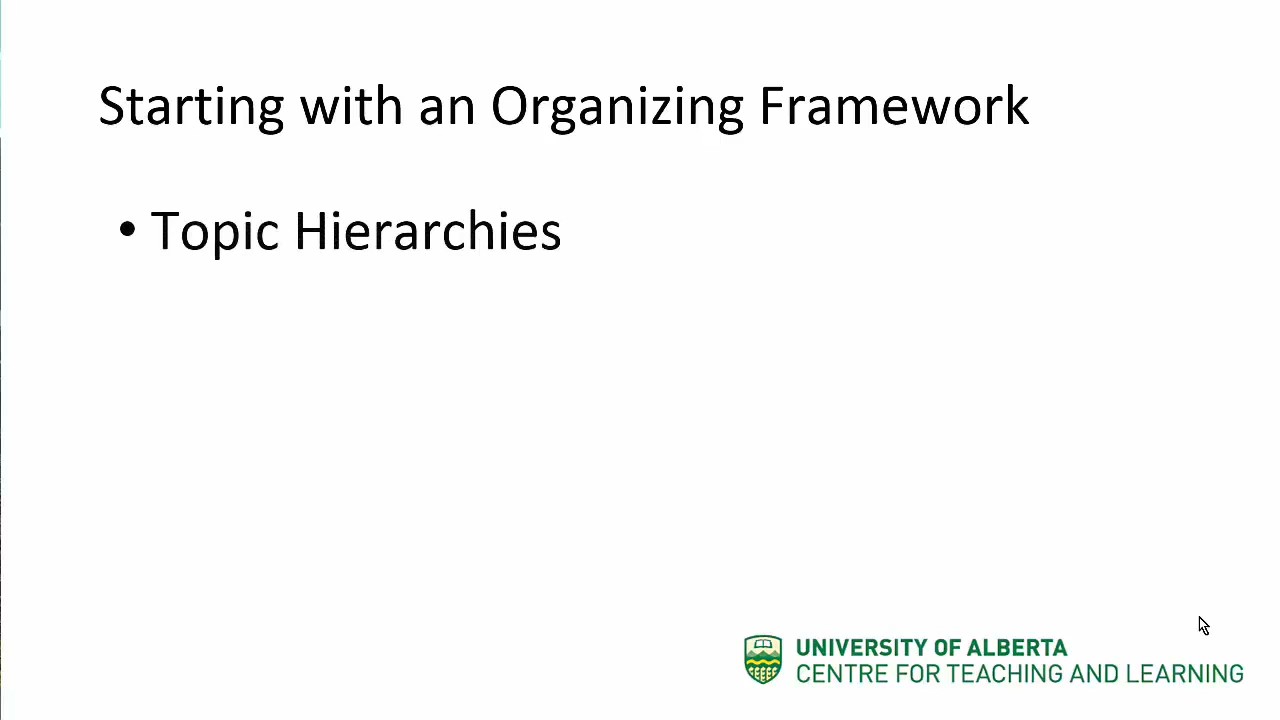 Starting with an Organizing Framework
• Topic Hierarchies
UNIVERSITY OF ALBERTA
CENTRE FOR TEACHING AND LEARNING